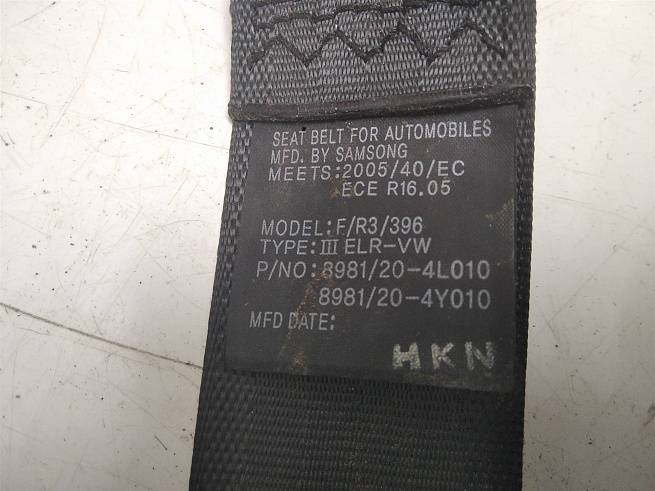 SEAT BELT FOR AUTOMOBILES
MFD. BY SAMSONG
MEETS:2005/40/EC
ECE R16.05
MODEL:F/R3/396
TYPE:III ELR-VW
P/NO:8981/20-4L010
8981/20-4Y010
MFD DATE:
HKN